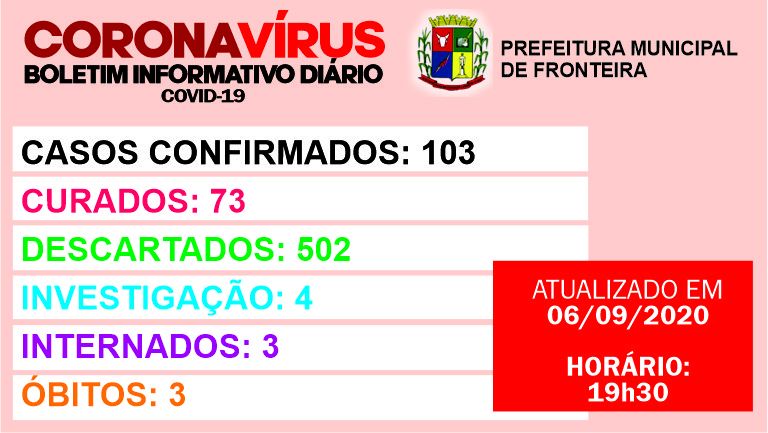 CORONAVÍRUS
BOLETIM INFORMATIVO DIÁRIO
COVID-19
PREFEITURA MUNICIPAL
DE FRONTEIRA
CASOS CONFIRMADOS: 103
CURADOS: 73
DESCARTADOS: 502
INVESTIGAÇÃO: 4
INTERNADOS: 3
ÓBITOS: 3
ATUALIZADO EM
06/09/2020
HORÁRIO:
19h30